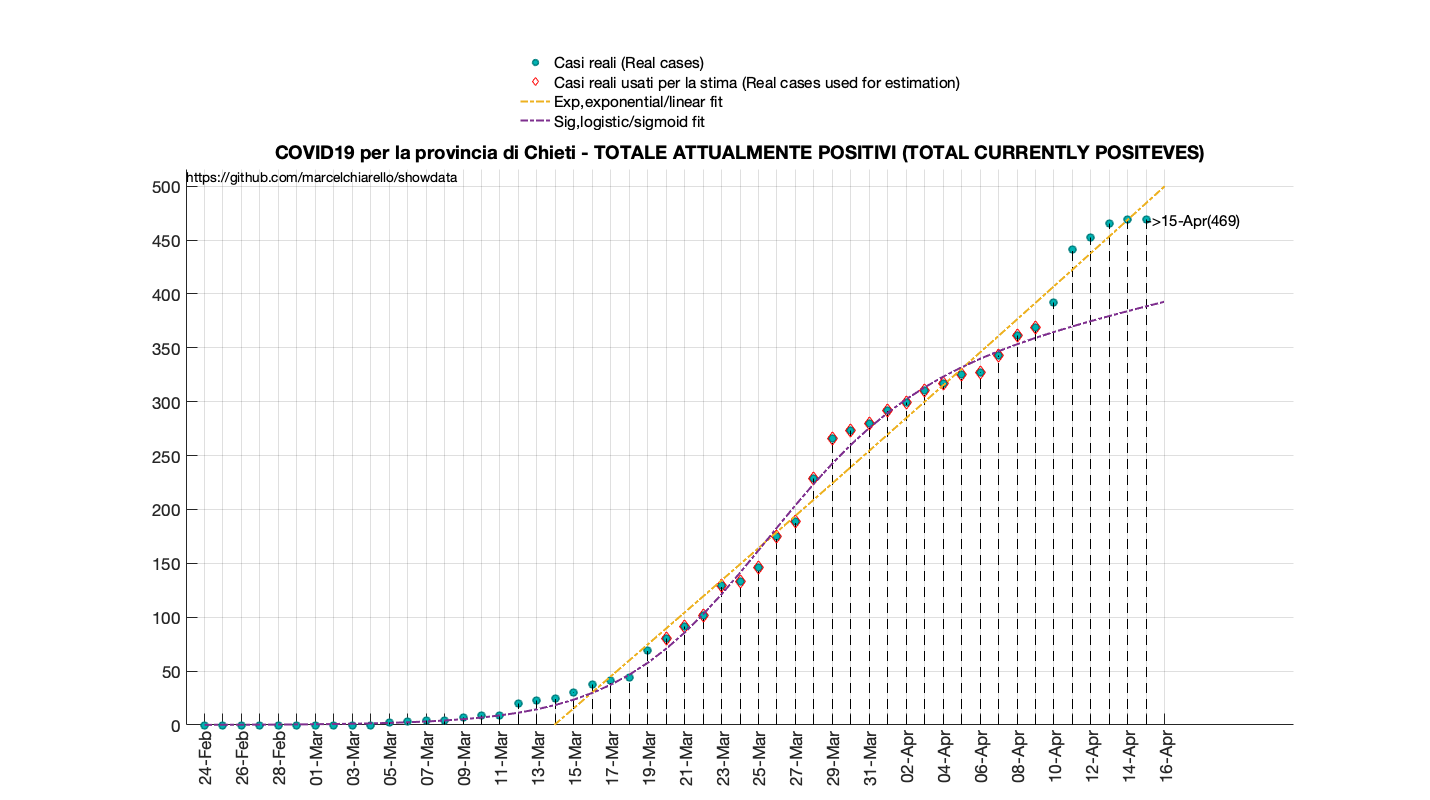 Casi reali (Real cases)
Casi reali usati per la stima (Real cases used for estimation)
Exp,exponential/linear fit
Sig,logistic/sigmoid fit
COVID19 per la provincia di Chieti - TOTALE ATTUALMENTE POSITIVI (TOTAL CURRENTLY POSITEVES)
https://github.com/marcelchiarello/showdata
500
450
400
350
300
250
200
150
100
50
0
->15-Apr(469)
24-Feb
26-Feb
28-Feb
01-Mar
03-Mar
05-Mar
07-Mar
09-Mar
11-Mar
13-Mar
15-Mar
17-Mar
19-Mar
21-Mar
23-Mar
25-Mar
27-Mar
29-Mar
31-Mar
02-Apr
04-Apr
06-Apr
08-Apr
10-Apr
12-Apr
14-Apr
16-Apr